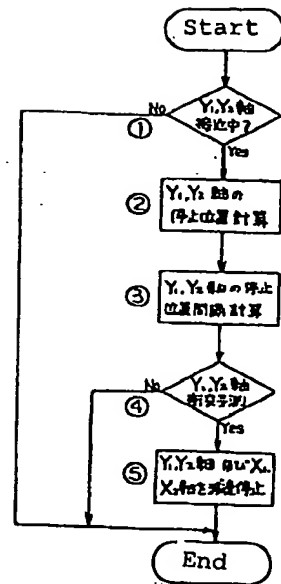 Start
No
Y₁,Y₂軸
接近中?
①
Yes
②
Y₁,Y₂軸の
停止位置計算
③
Y₁,Y₂軸の停止
位置間隔計算
No
Y₁,Y₂軸
衝突予測
④
Yes
⑤
Y₁,Y₂軸及びX₁,
X₂軸を減速停止
End